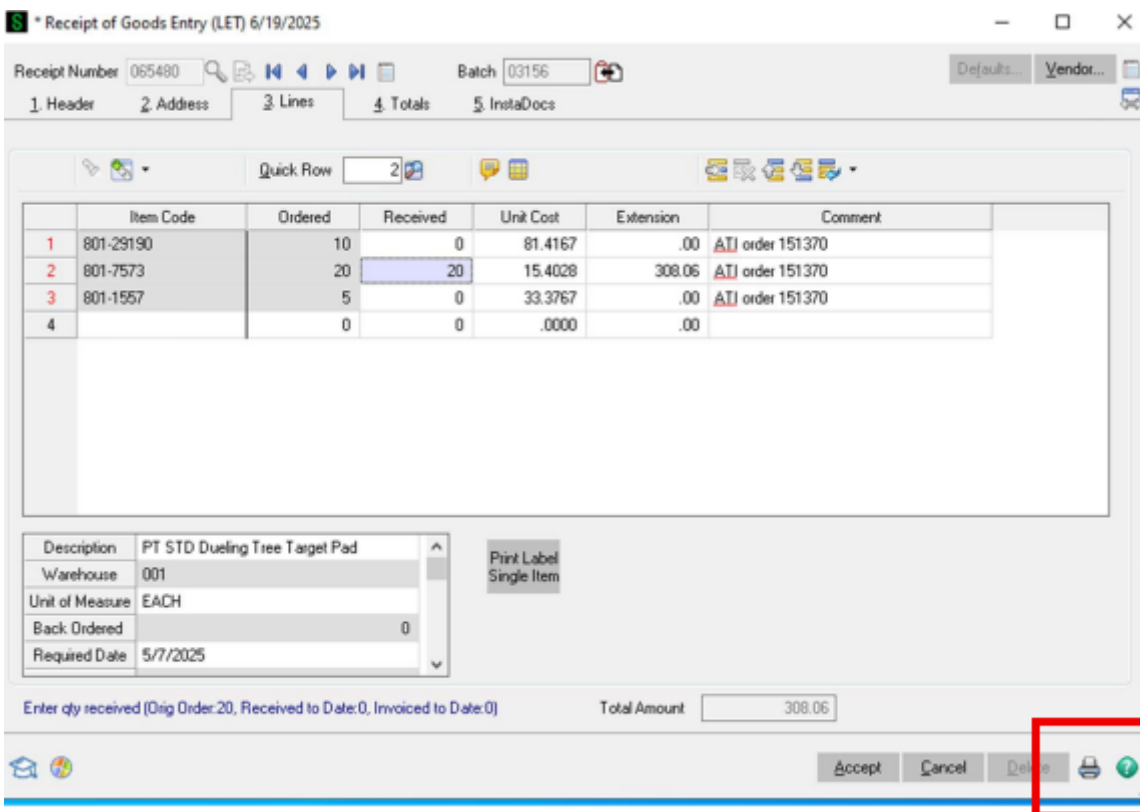 S * Receipt of Goods Entry (LET) 6/19/2025
Receipt Number 065480 Batch 03156 Defaults... Vendor...
1. Header 2. Address 3. Lines 4. Totals 5. InstaDocs
Quick Row 2
Item Code Ordered Received Unit Cost Extension Comment
1 801-29190 10 0 81.4167 .00 ATI order 151370
2 801-7573 20 20 15.4028 308.06 ATI order 151370
3 801-1557 5 0 33.3767 .00 ATI order 151370
4 0 0 .0000 .00
Description PT STD Dueling Tree Target Pad
Warehouse 001
Unit of Measure EACH
Back Ordered 0
Required Date 5/7/2025
Print Label
Single Item
Enter qty received (Orig Order:20, Received to Date:0, Invoiced to Date:0) Total Amount 308.06
Accept Cancel